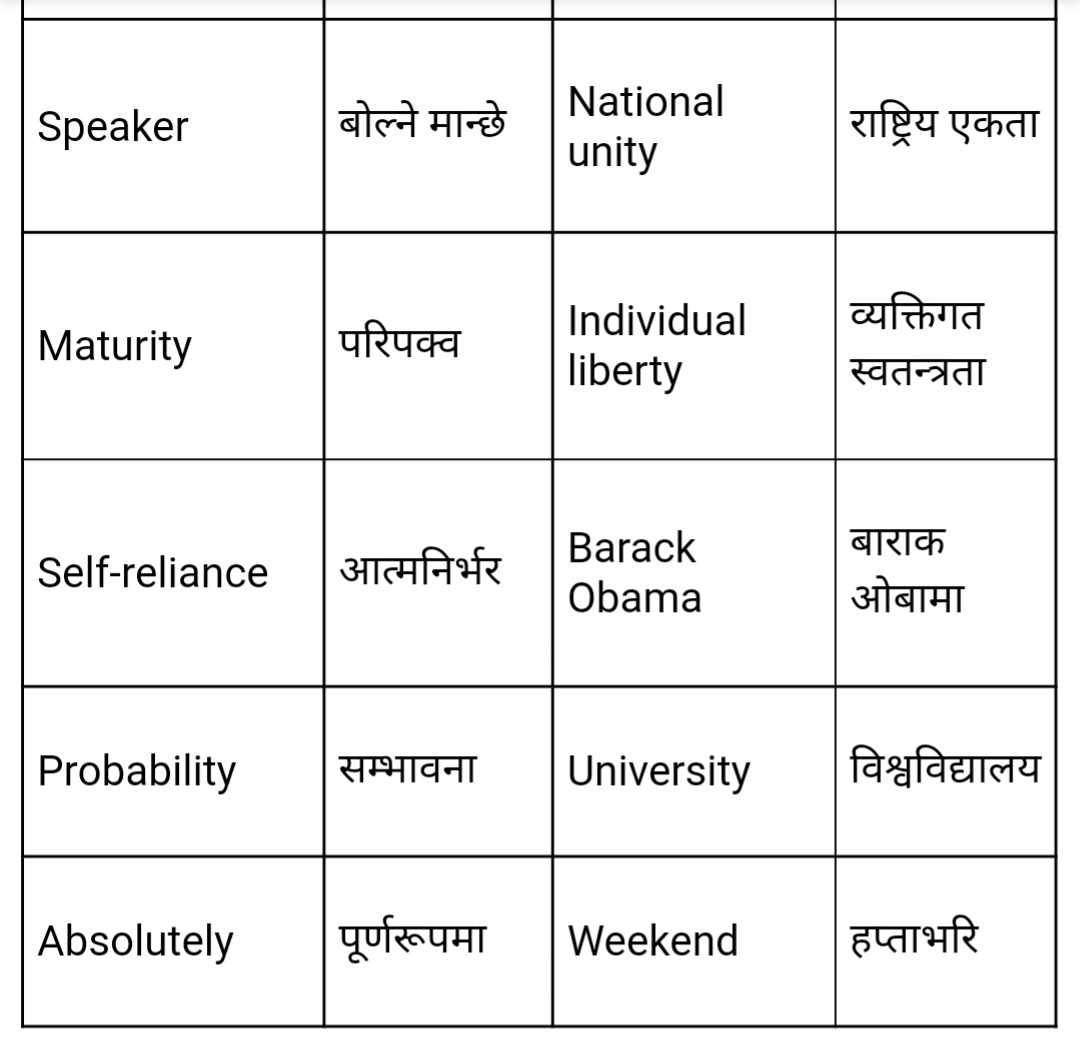 Speaker
बोल्ने मान्छे
National
unity
राष्ट्रिय एकता
Maturity
परिपक्व
Individual
liberty
व्यक्तिगत
स्वतन्त्रता
Self-reliance
आत्मनिर्भर
Barack
Obama
बाराक
ओबामा
Probability
सम्भावना
University
विश्वविद्यालय
Absolutely
पूर्णरूपमा
Weekend
हप्ताभरि